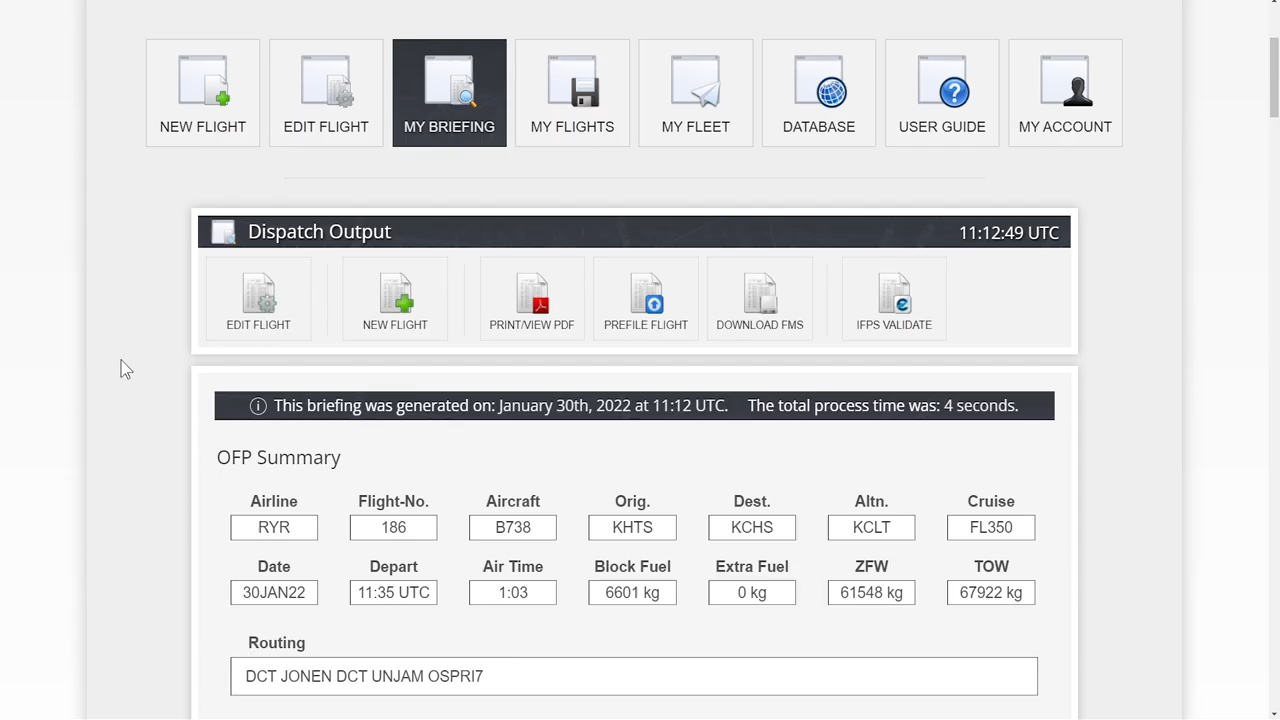 NEW FLIGHT EDIT FLIGHT MY BRIEFING MY FLIGHTS MY FLEET DATABASE USER GUIDE MY ACCOUNT
Dispatch Output 11:12:49 UTC
EDIT FLIGHT NEW FLIGHT PRINT/VIEW PDF PREFILE FLIGHT DOWNLOAD FMS IFPS VALIDATE
This briefing was generated on: January 30th, 2022 at 11:12 UTC. The total process time was: 4 seconds.
OFP Summary
Airline Flight-No. Aircraft Orig. Dest. Altn. Cruise
RYR 186 B738 KHTS KCHS KCLT FL350
Date Depart Air Time Block Fuel Extra Fuel ZFW TOW
30JAN22 11:35 UTC 1:03 6601 kg 0 kg 61548 kg 67922 kg
Routing
DCT JONEN DCT UNJAM OSPRI7